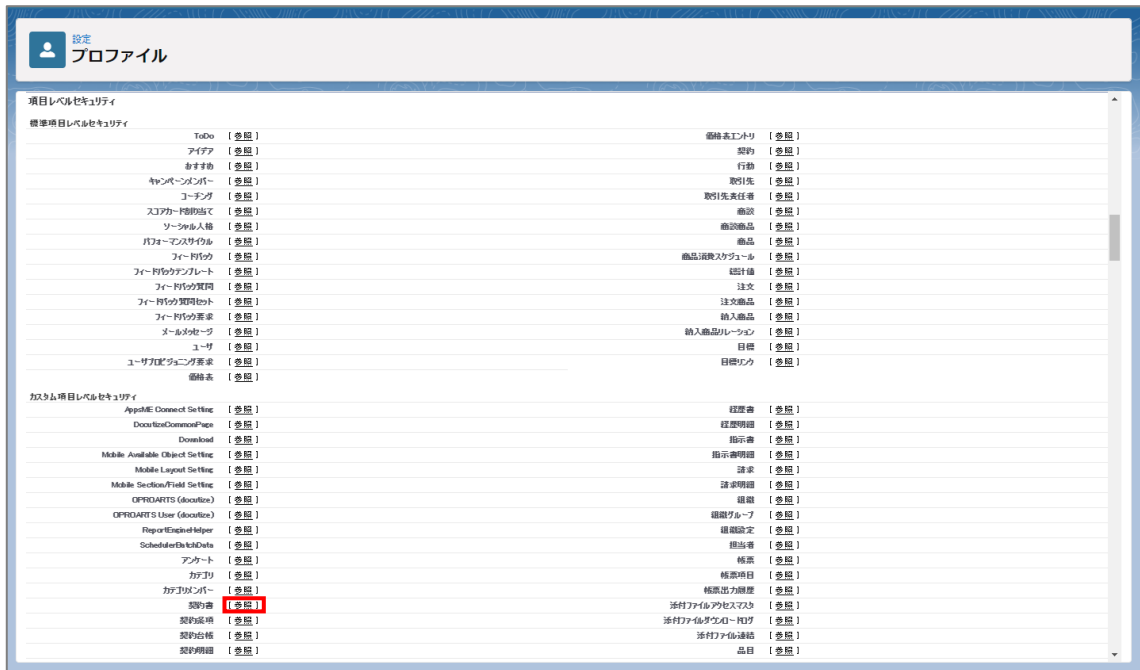 設定
プロファイル
項目レベルセキュリティ
標準項目レベルセキュリティ
ToDo [ 参照 ] 価格表エントリ [ 参照 ]
アイデア [ 参照 ] 契約 [ 参照 ]
おすすめ [ 参照 ] 行動 [ 参照 ]
キャンペーンメンバー [ 参照 ] 取引先 [ 参照 ]
コーチング [ 参照 ] 取引先責任者 [ 参照 ]
スコアカード割り当て [ 参照 ] 商談 [ 参照 ]
ソーシャル人格 [ 参照 ] 商談商品 [ 参照 ]
パフォーマンスサイクル [ 参照 ] 商品 [ 参照 ]
フィードバック [ 参照 ] 商品消費スケジュール [ 参照 ]
フィードバックテンプレート [ 参照 ] 総計値 [ 参照 ]
フィードバック質問 [ 参照 ] 注文 [ 参照 ]
フィードバック質問セット [ 参照 ] 注文商品 [ 参照 ]
フィードバック要求 [ 参照 ] 納入商品 [ 参照 ]
メールメッセージ [ 参照 ] 納入商品リレーション [ 参照 ]
ユーザ [ 参照 ] 目標 [ 参照 ]
ユーザプロビジョニング要求 [ 参照 ] 目標リンク [ 参照 ]
価格表 [ 参照 ]
カスタム項目レベルセキュリティ
AppsME Connect Setting [ 参照 ] 経歴書 [ 参照 ]
DocutizeCommonPage [ 参照 ] 経歴明細 [ 参照 ]
Download [ 参照 ] 指示書 [ 参照 ]
Mobile Available Object Setting [ 参照 ] 指示書明細 [ 参照 ]
Mobile Layout Setting [ 参照 ] 請求 [ 参照 ]
Mobile Section/Field Setting [ 参照 ] 請求明細 [ 参照 ]
OPROARTS (docutize) [ 参照 ] 組織 [ 参照 ]
OPROARTS User (docutize) [ 参照 ] 組織グループ [ 参照 ]
ReportEngineHelper [ 参照 ] 組織設定 [ 参照 ]
SchedulerBatchData [ 参照 ] 担当者 [ 参照 ]
アンケート [ 参照 ] 帳票 [ 参照 ]
カテゴリ [ 参照 ] 帳票項目 [ 参照 ]
カテゴリメンバー [ 参照 ] 帳票出力履歴 [ 参照 ]
契約書 [ 参照 ] 添付ファイルアクセスマスタ [ 参照 ]
契約条項 [ 参照 ] 添付ファイルダウンロードログ [ 参照 ]
契約台帳 [ 参照 ] 添付ファイル連結 [ 参照 ]
契約明細 [ 参照 ] 品目 [ 参照 ]